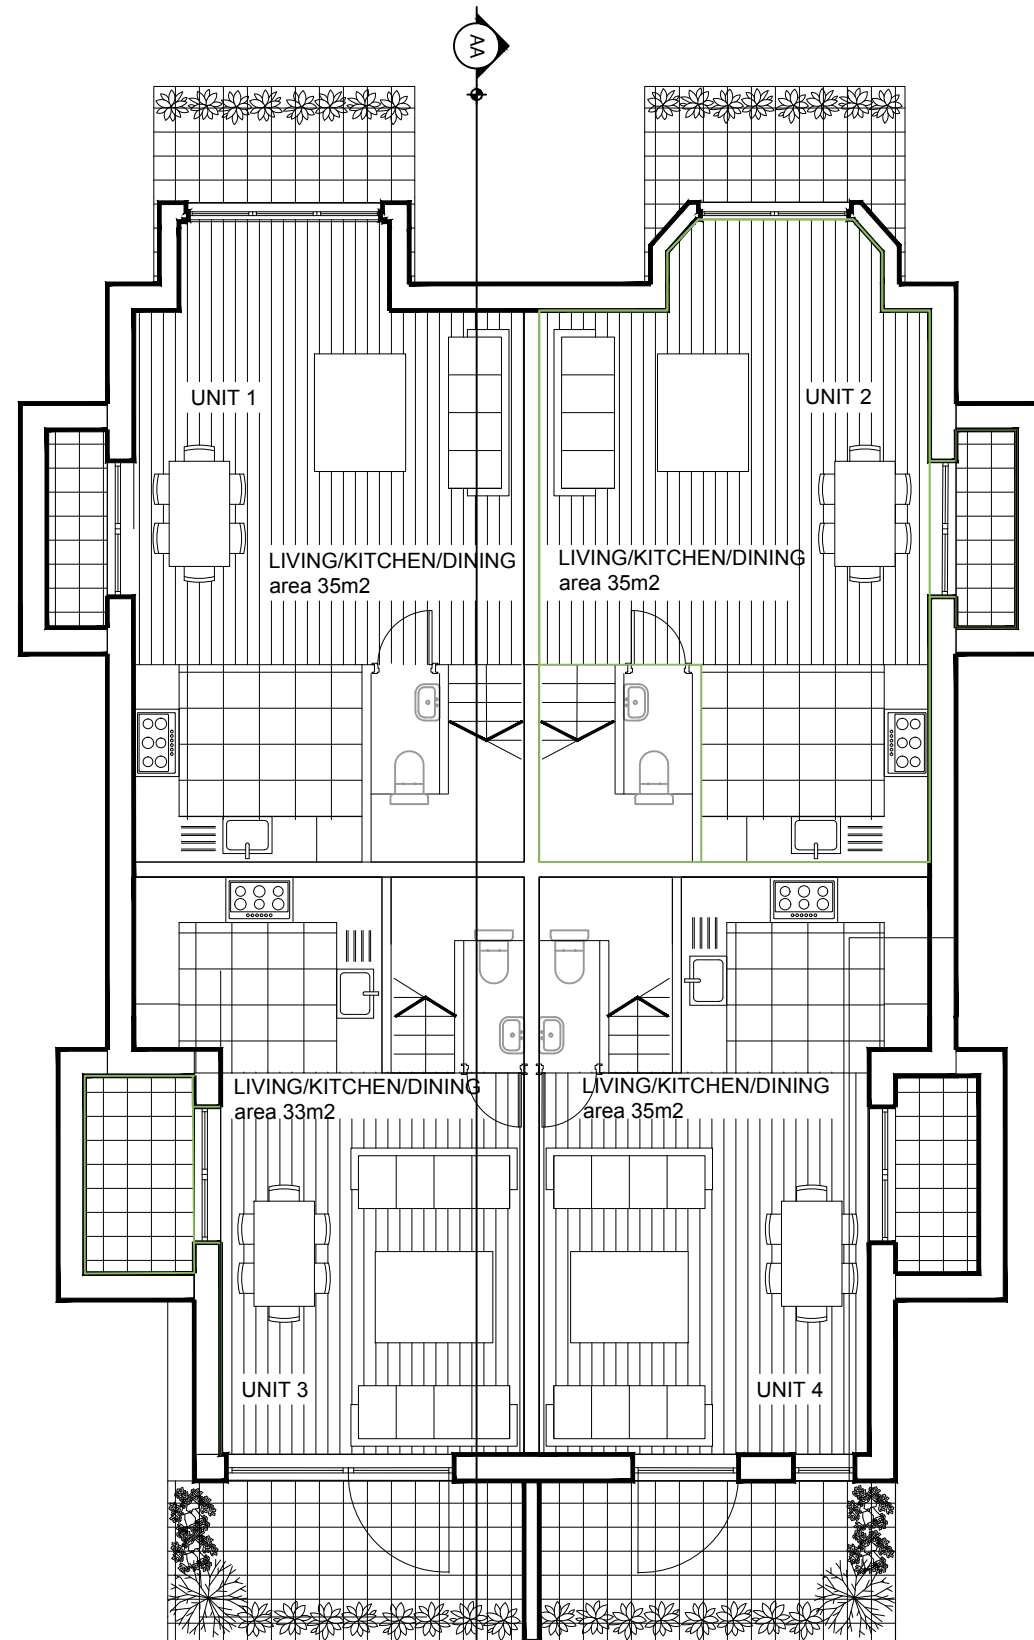 AA
UNIT 1
UNIT 2
LIVING/KITCHEN/DINING
area 35m2
LIVING/KITCHEN/DINING
area 35m2
LIVING/KITCHEN/DINING
area 33m2
LIVING/KITCHEN/DINING
area 35m2
UNIT 3
UNIT 4